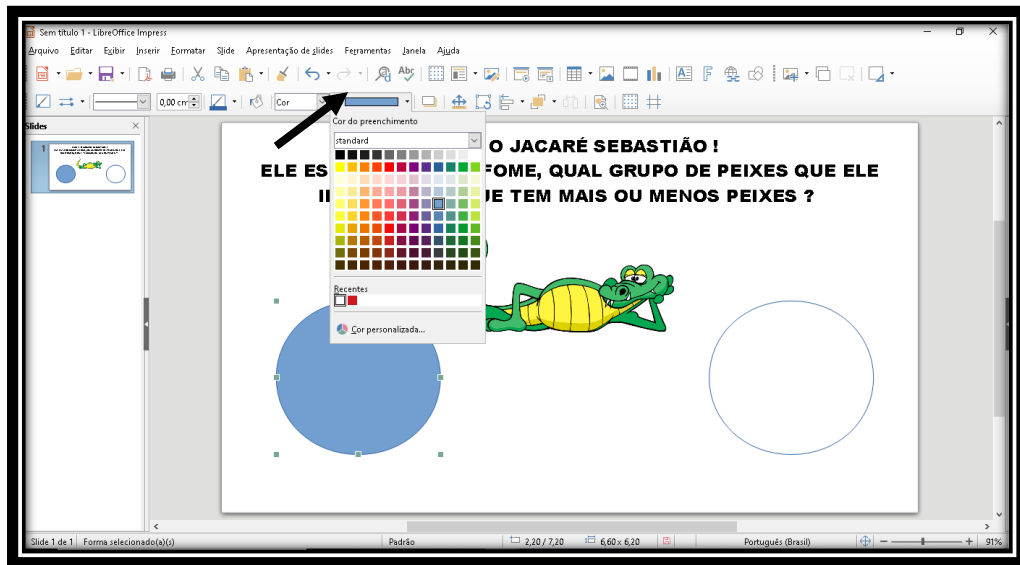 Sem título 1 - LibreOffice Impress
Arquivo Editar Exibir Inserir Formatar Slide Apresentação de slides Ferramentas Janela Ajuda
0,00 cm Cor
Slides
Cor do preenchimento
standard
1
O JACARÉ SEBASTIÃO !
ELE ES FOME, QUAL GRUPO DE PEIXES QUE ELE
UE TEM MAIS OU MENOS PEIXES ?
Recentes
Cor personalizada...
Slide 1 de 1 Forma selecionado(a)(s) Padrão 2,20 / 7,20 6,60 x 6,20 Português (Brasil) 91%